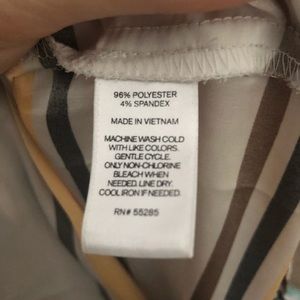 96% POLYESTER
4% SPANDEX
MADE IN VIETNAM
MACHINE WASH COLD
WITH LIKE COLORS.
GENTLE CYCLE.
ONLY NON-CHLORINE
BLEACH WHEN
NEEDED. LINE DRY.
COOL IRON IF NEEDED.
RN# 55285